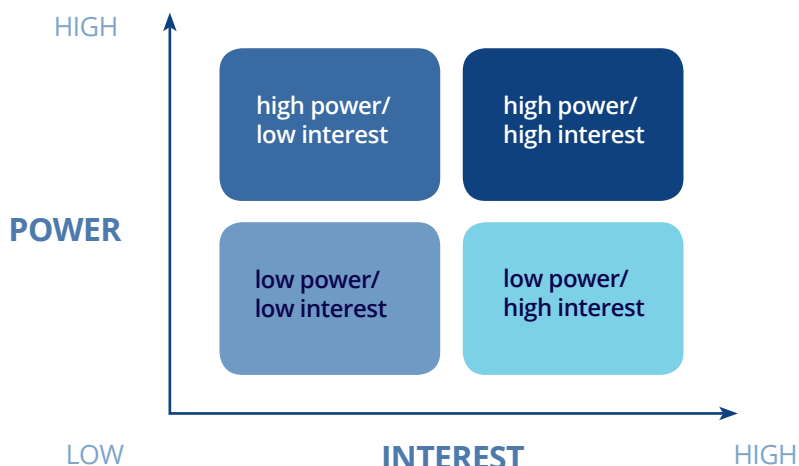 HIGH
high power/
low interest
high power/
high interest
POWER
low power/
low interest
low power/
high interest
LOW
INTEREST
HIGH